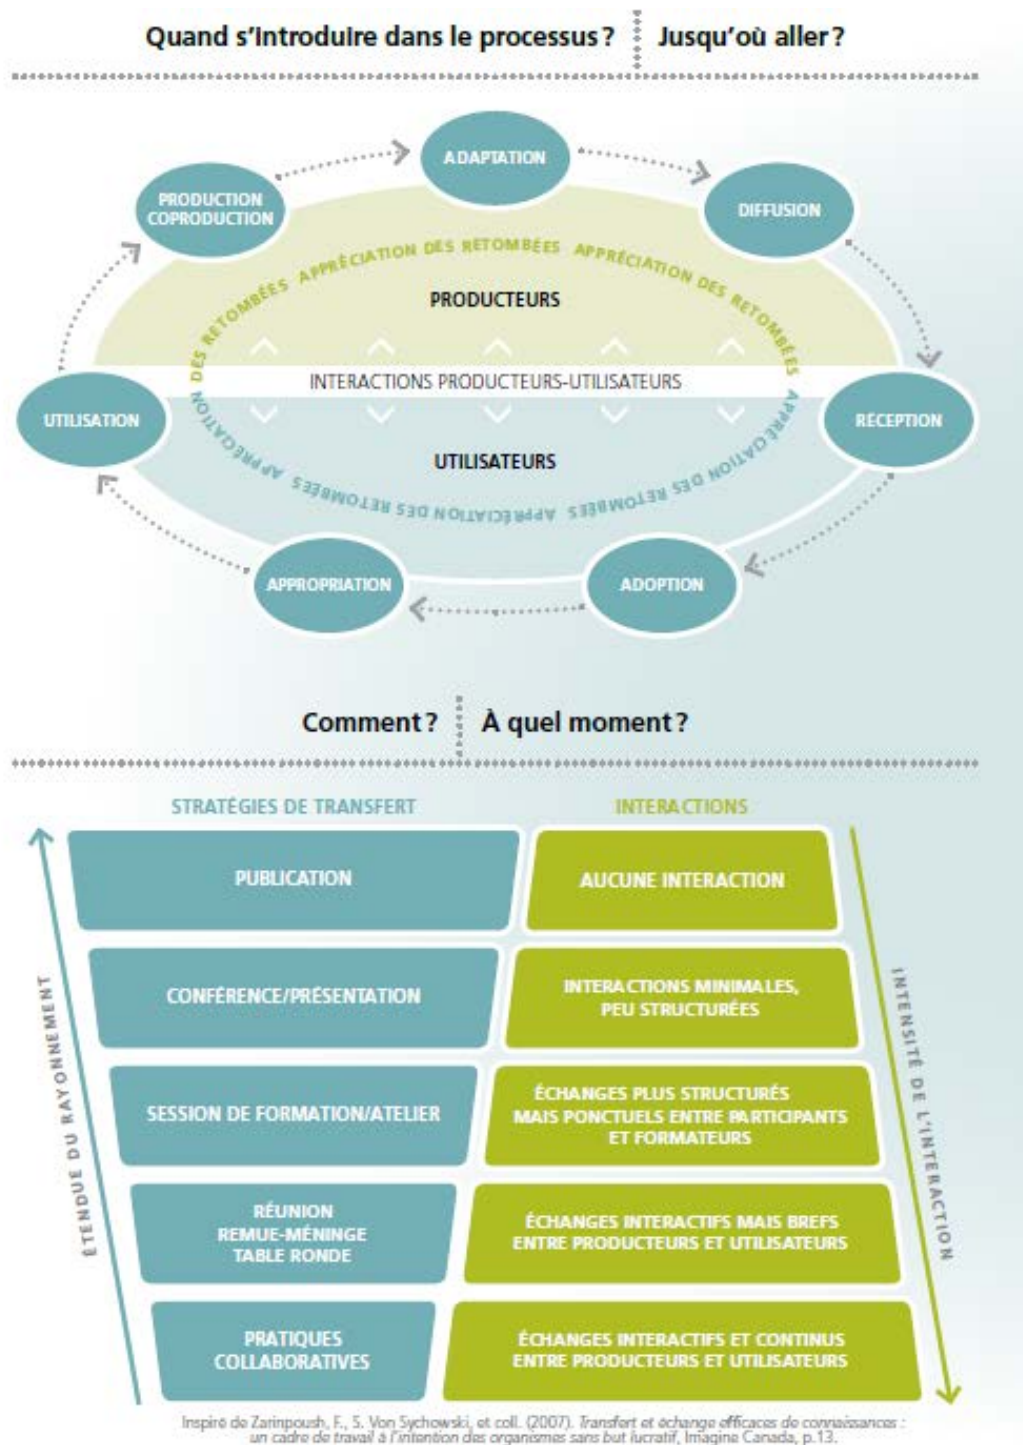 Quand s'introduire dans le processus ? Jusqu'où aller ?
ADAPTATION
PRODUCTION
COPRODUCTION
DIFFUSION
DES RETOMBÉES APPRÉCIATION DES RETOMBÉES APPRÉCIATION DES RETOMBÉES
PRODUCTEURS
INTERACTIONS PRODUCTEURS-UTILISATEURS
UTILISATION
RÉCEPTION
UTILISATEURS
APPRÉCIATION DES RETOMBÉES APPRÉCIATION DES RETOMBÉES APPRÉCIATION
APPROPRIATION
ADOPTION
Comment ? À quel moment ?
STRATÉGIES DE TRANSFERT
INTERACTIONS
PUBLICATION
AUCUNE INTERACTION
CONFÉRENCE/PRÉSENTATION
INTERACTIONS MINIMALES,
PEU STRUCTURÉES
SESSION DE FORMATION/ATELIER
ÉCHANGES PLUS STRUCTURÉS
MAIS PONCTUELS ENTRE PARTICIPANTS
ET FORMATEURS
RÉUNION
REMUE-MÉNINGE
TABLE RONDE
ÉCHANGES INTERACTIFS MAIS BREFS
ENTRE PRODUCTEURS ET UTILISATEURS
PRATIQUES
COLLABORATIVES
ÉCHANGES INTERACTIFS ET CONTINUS
ENTRE PRODUCTEURS ET UTILISATEURS
ÉTENDUE DU RAYONNEMENT
INTENSITÉ DE L'INTERACTION
Inspiré de Zarinpoush, F., S. Von Sychowski, et coll. (2007). Transfert et échange efficaces de connaissances :
un cadre de travail à l'intention des organismes sans but lucratif, Imagine Canada, p.13.